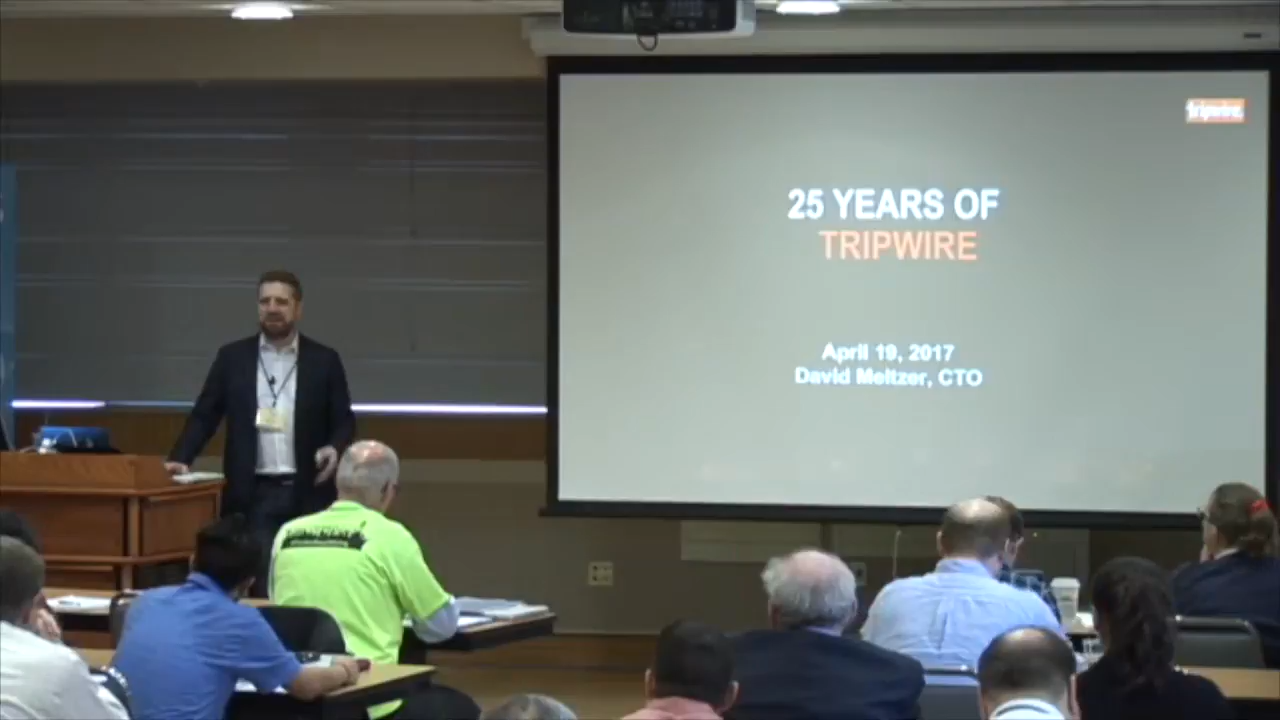 tripwire
25 YEARS OF
TRIPWIRE
April 19, 2017
David Meltzer, CTO